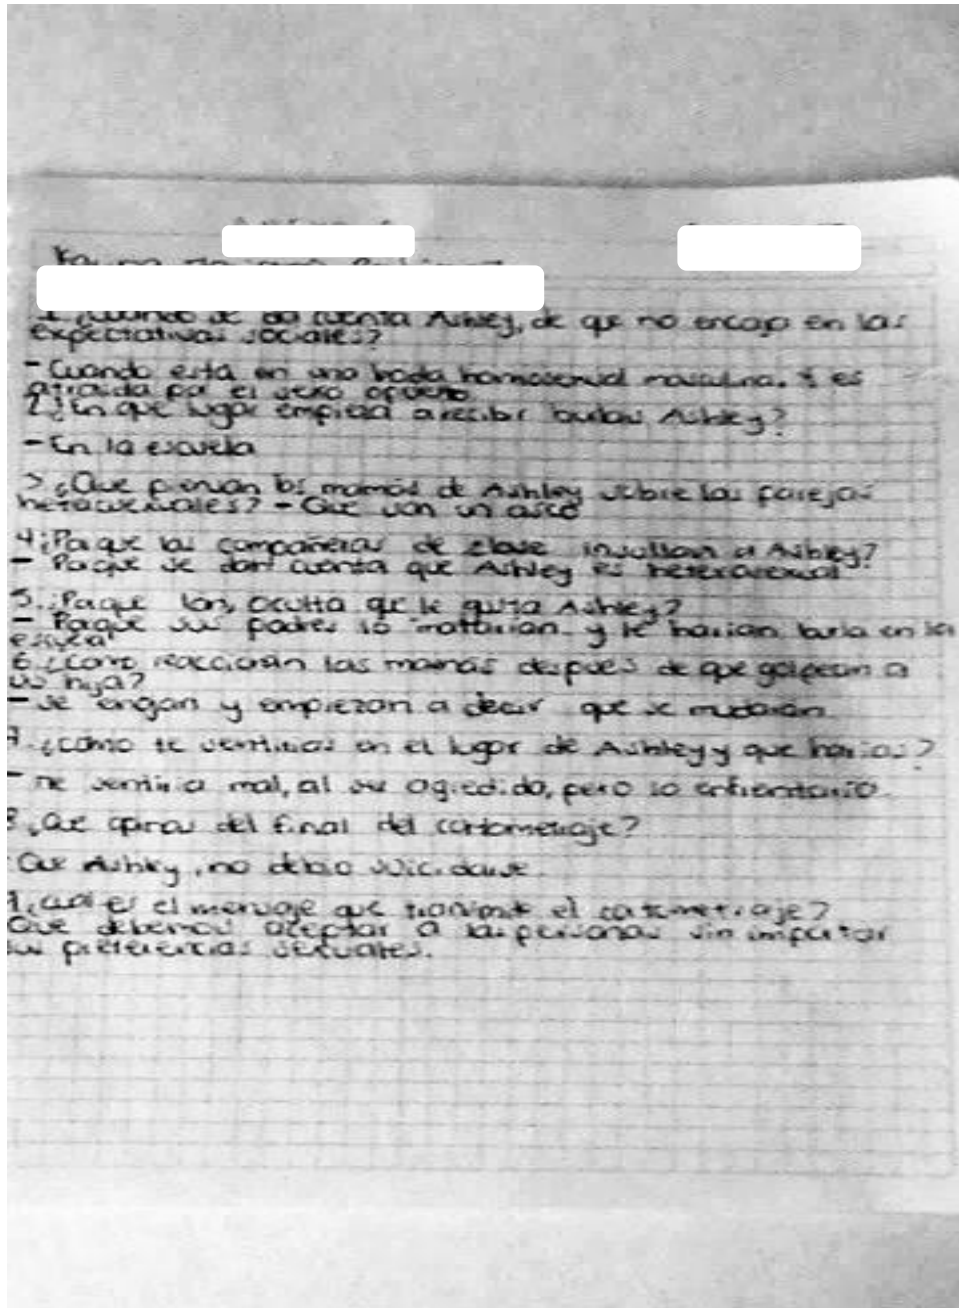 1. ¿Cuando se da cuenta Ashley, de que no encaja en las
expectativas sociales?
- Cuando esta en una boda homosexual masculina. Y es
atraida por el sexo opuesto
2. ¿En que lugar empieza a recibir burlas Ashley?
- En la escuela
3 ¿Que piensan las mamás de Ashley sobre las parejas
heterosexuales? - Que son un asco
4 ¿Por que las compañeras de clase insultan a Ashley?
- Porque se dan cuenta que Ashley es heterosexual
5. ¿Porque Ian, oculta que le gusta Ashley?
- Porque sus padres lo mattarian y le harian burla en la
escuela
6 ¿Como reaccionan las mamás despues de que golpean a
su hija?
- se enojan y empiezan a decir que se mudaran
7. ¿como te sentirias en el lugar de Ashley y que harias?
- me sentiria mal, al ser agredido, pero lo enfrentaria
8 ¿Que opinas del final del cortometraje?
Que Ashley, no debio suicidarse
9 ¿cual es el mensaje que transmite el cortometraje?
Que debemos aceptar a las personas sin importar
sus preferencias sexuales.